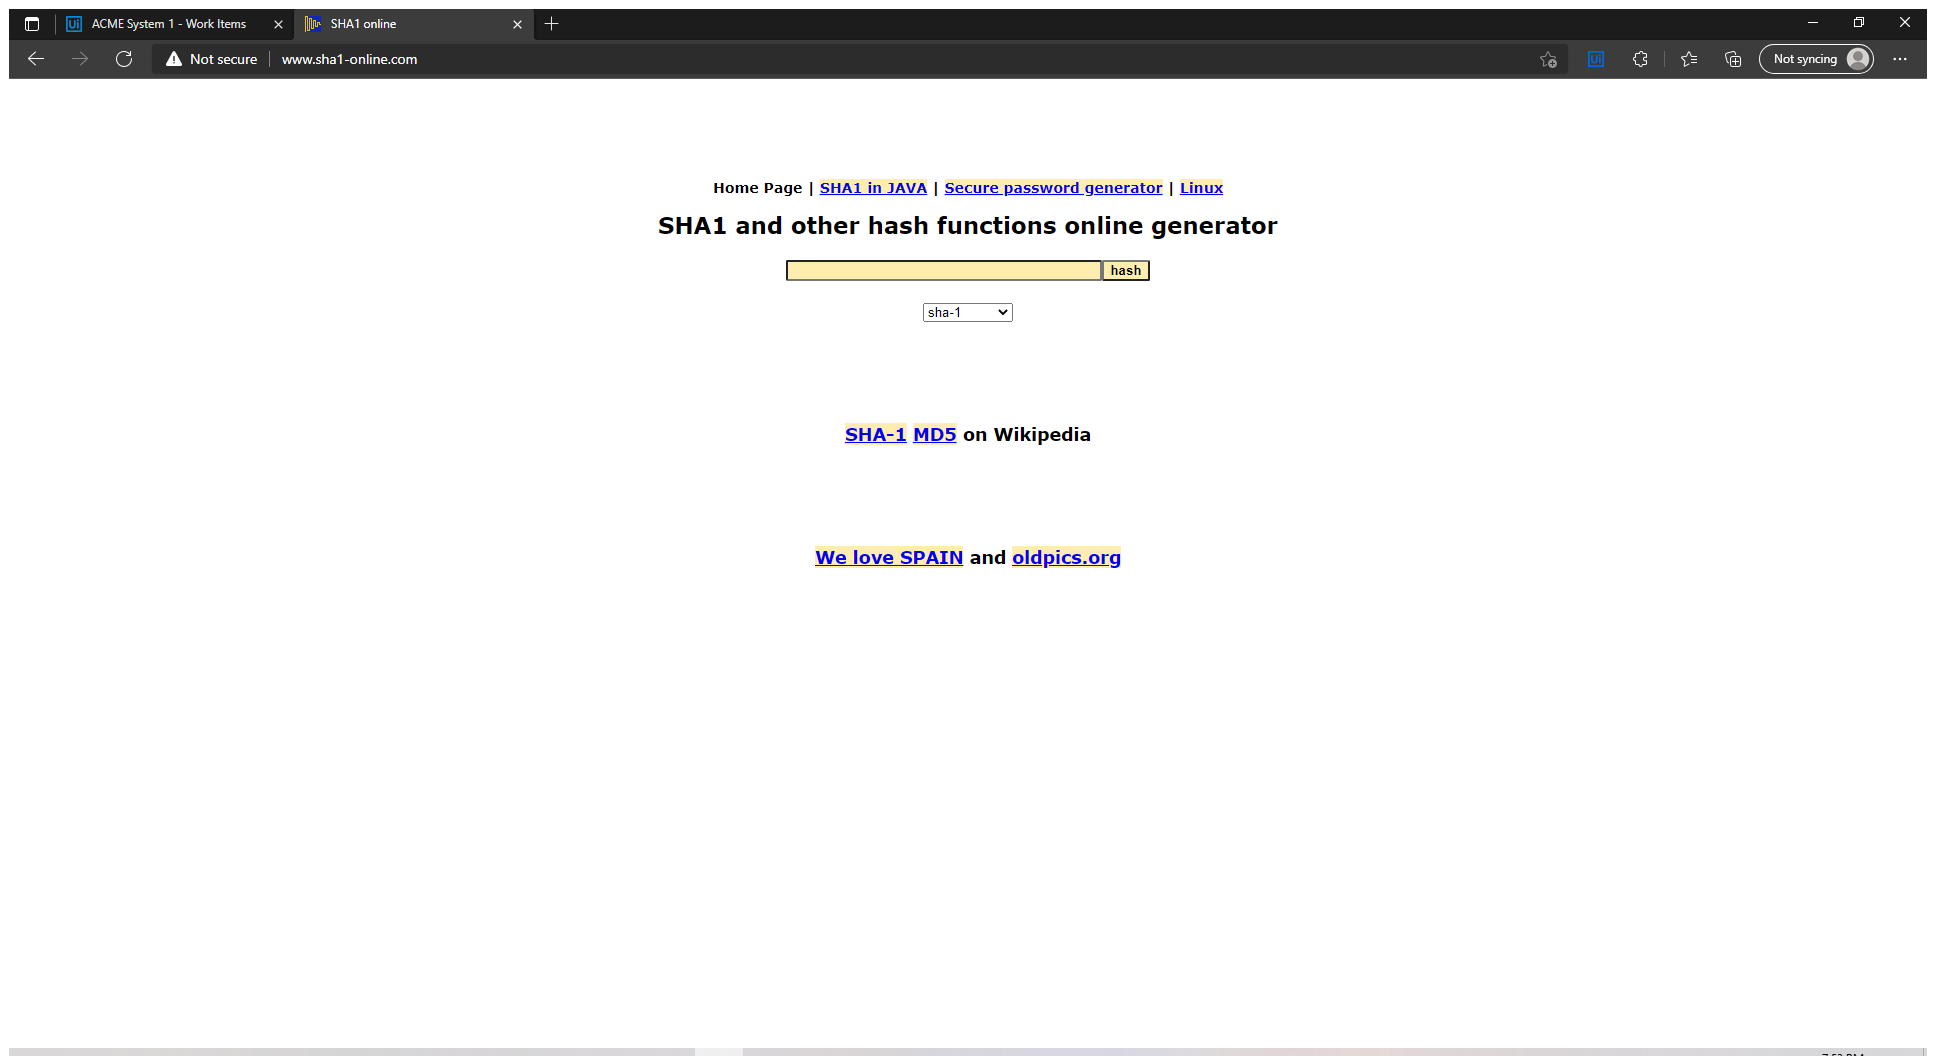 Ui ACME System 1 - Work Items SHA1 online
Not secure www.sha1-online.com Ui Not syncing
Home Page | SHA1 in JAVA | Secure password generator | Linux
SHA1 and other hash functions online generator
hash
sha-1
SHA-1 MD5 on Wikipedia
We love SPAIN and oldpics.org